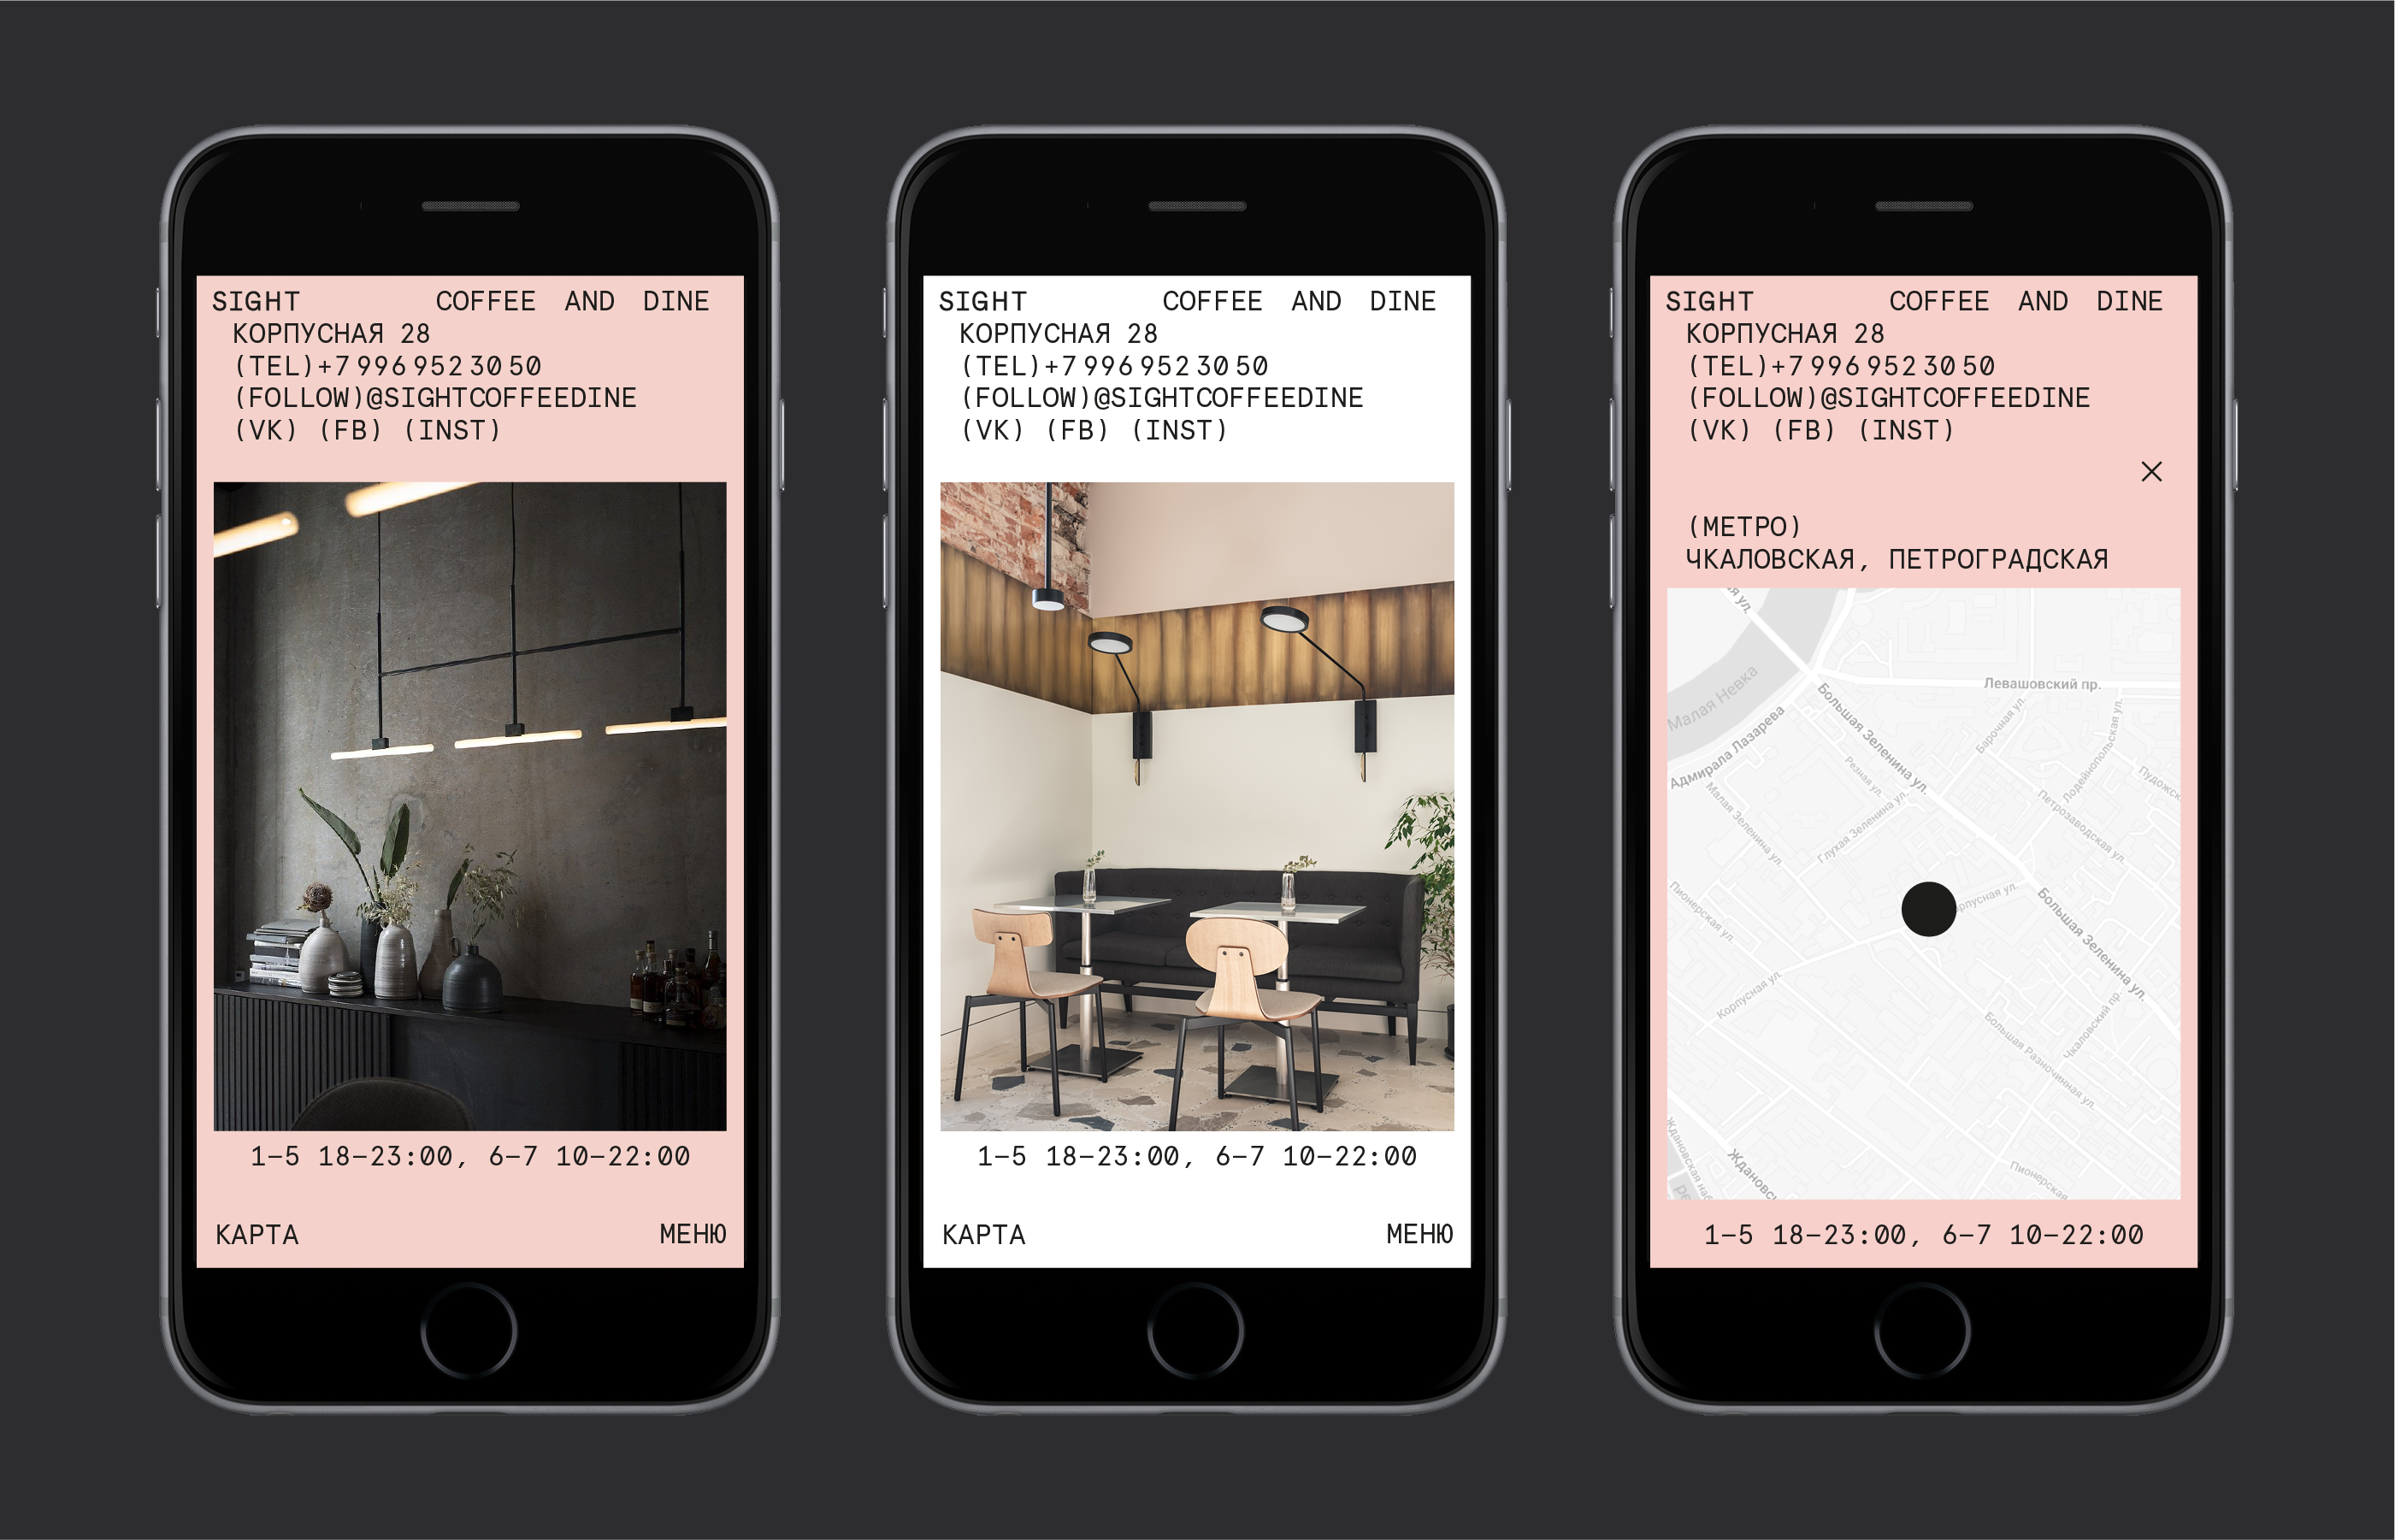 SIGHT COFFEE AND DINE
КОРПУСНАЯ 28
(TEL)+7 996 952 30 50
(FOLLOW)@SIGHTCOFFEEDINE
(VK) (FB) (INST)
1–5 18–23:00, 6–7 10–22:00
КАРТА МЕНЮ
SIGHT COFFEE AND DINE
КОРПУСНАЯ 28
(TEL)+7 996 952 30 50
(FOLLOW)@SIGHTCOFFEEDINE
(VK) (FB) (INST)
1–5 18–23:00, 6–7 10–22:00
КАРТА МЕНЮ
SIGHT COFFEE AND DINE
КОРПУСНАЯ 28
(TEL)+7 996 952 30 50
(FOLLOW)@SIGHTCOFFEEDINE
(VK) (FB) (INST)
×
(МЕТРО)
ЧКАЛОВСКАЯ, ПЕТРОГРАДСКАЯ
Малая Невка
Левашовский пр.
Адмирала Лазарева
Большая Зеленина ул.
Барочная ул.
Лодейнопольская ул.
Резная ул.
Малая Зеленина ул.
Глухая Зеленина ул.
Петрозаводская ул.
Пионерская ул.
Большая Зеленина ул.
Корпусная ул.
Большая Разночинная ул.
Чкаловский пр.
Пионерская
1–5 18–23:00, 6–7 10–22:00